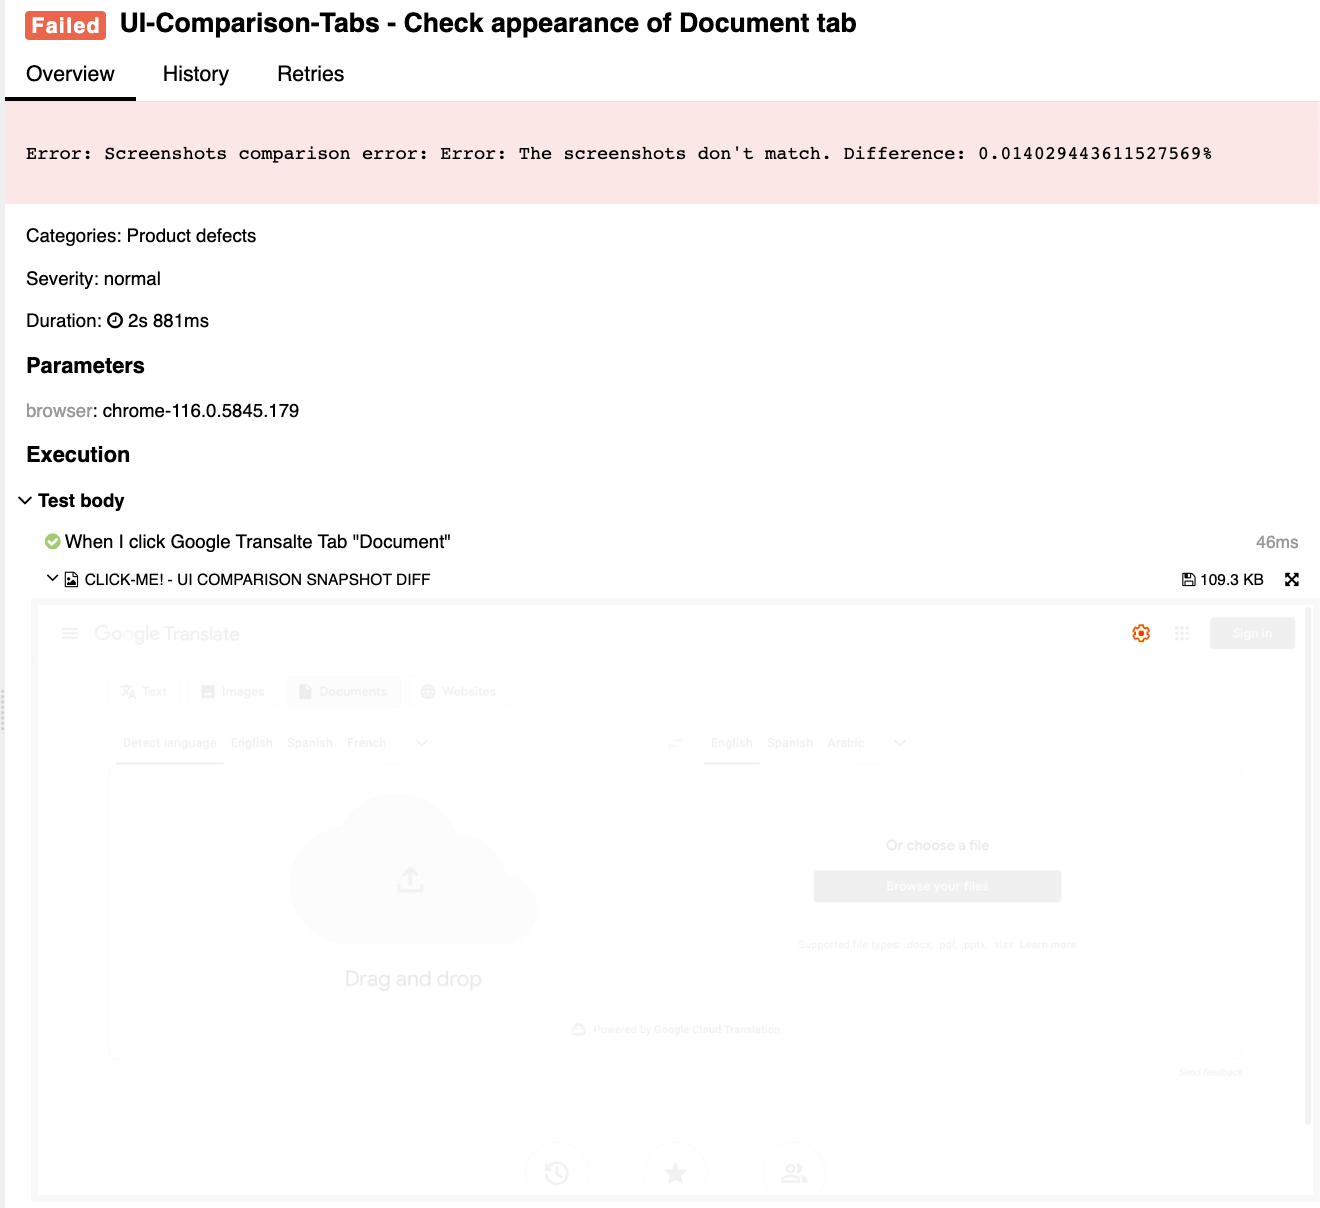 Failed UI-Comparison-Tabs - Check appearance of Document tab
Overview History Retries
Error: Screenshots comparison error: Error: The screenshots don't match. Difference: 0.014029443611527569%
Categories: Product defects
Severity: normal
Duration: 2s 881ms
Parameters
browser: chrome-116.0.5845.179
Execution
Test body
When I click Google Transalte Tab "Document" 46ms
CLICK-ME! - UI COMPARISON SNAPSHOT DIFF 109.3 KB
Google Translate Sign in
Text Images Documents Websites
Detect language English Spanish French English Spanish Arabic
Or choose a file
Browse your files
Supported file types: .docx, .pdf, .pptx, .xlsx. Learn more
Drag and drop
Powered by Google Cloud Translation
Send feedback